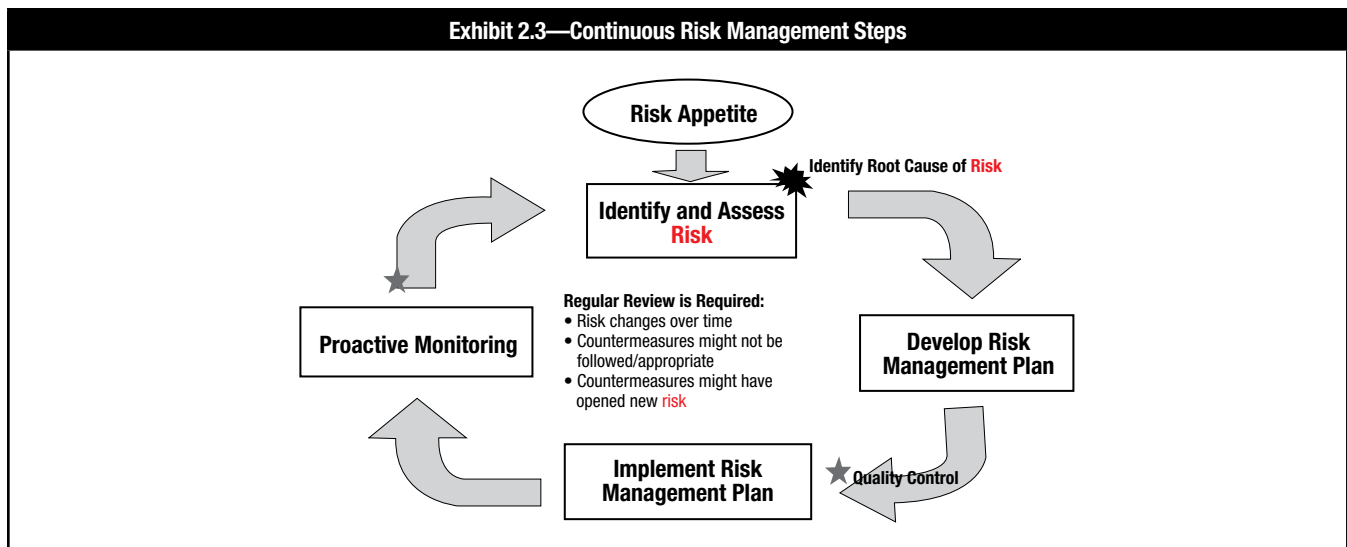 Exhibit 2.3—Continuous Risk Management Steps
Risk Appetite
Identify Root Cause of Risk
Identify and Assess
Risk
Regular Review is Required:
• Risk changes over time
• Countermeasures might not be
followed/appropriate
• Countermeasures might have
opened new risk
Proactive Monitoring
Develop Risk
Management Plan
Implement Risk
Management Plan
Quality Control